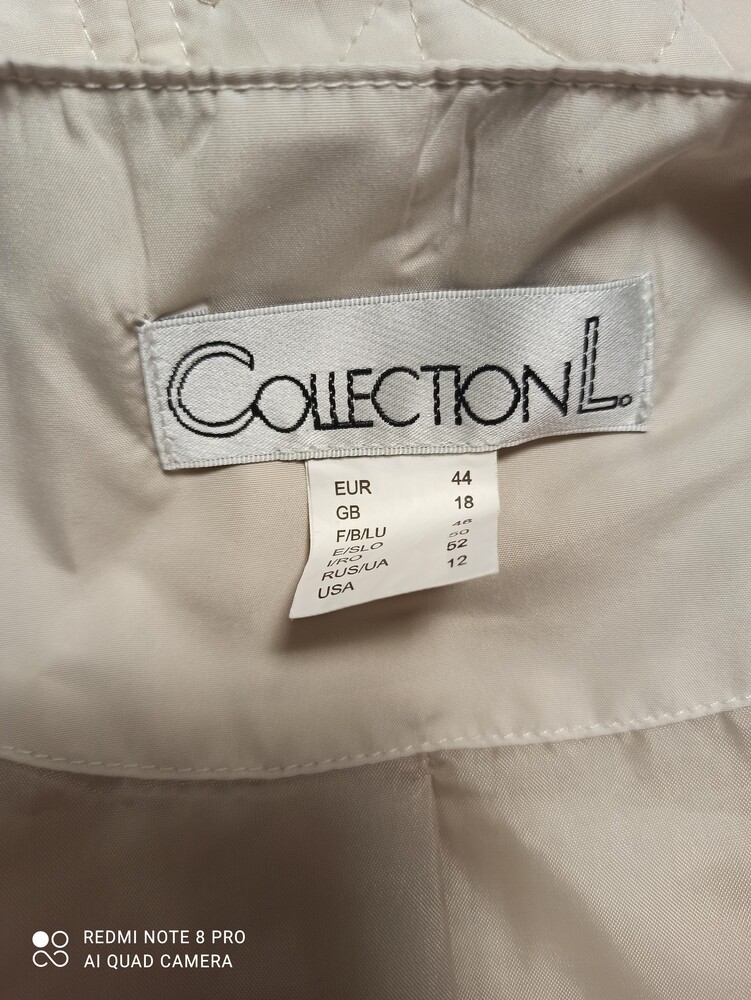 COLLECTION L.
EUR 44
GB 18
F/B/LU 46
E/SLO
I/RO 50
RUS/UA 52
USA 12
REDMI NOTE 8 PRO
AI QUAD CAMERA